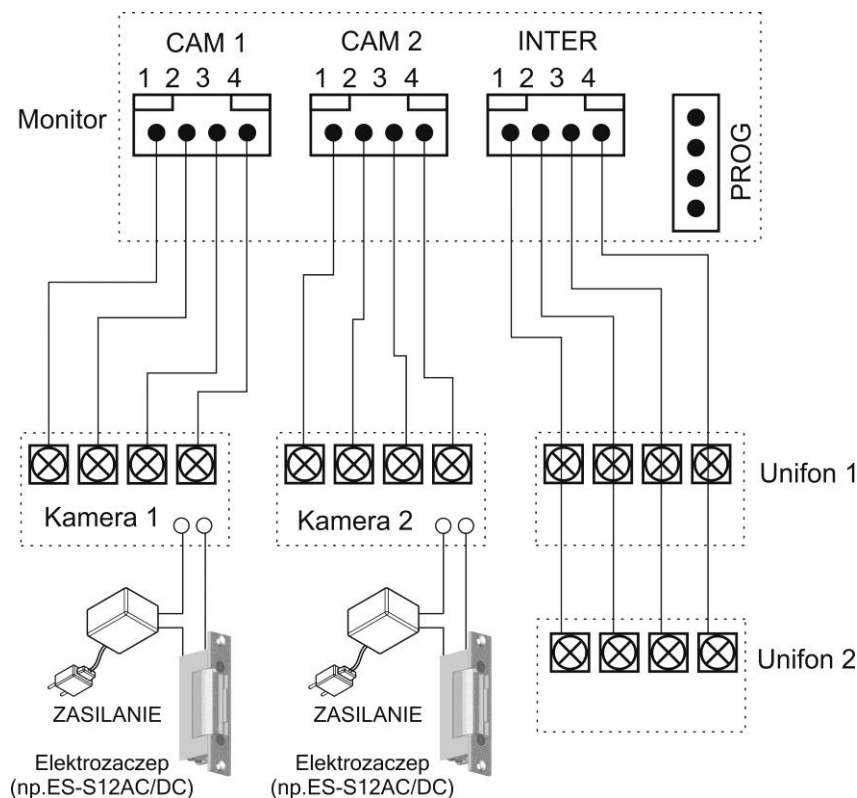 CAM 1 CAM 2 INTER
1 2 3 4 1 2 3 4 1 2 3 4
Monitor
PROG
Kamera 1
Kamera 2
Unifon 1
Unifon 2
ZASILANIE
ZASILANIE
Elektrozaczep
(np.ES-S12AC/DC)
Elektrozaczep
(np.ES-S12AC/DC)